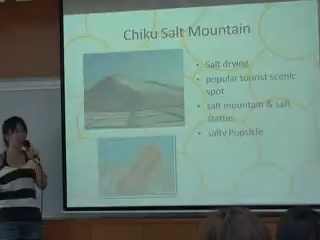 Chiku Salt Mountain
• Salt drying
• popular tourist scenic
spot
• salt mountain & salt
statue
• salty Popsicle